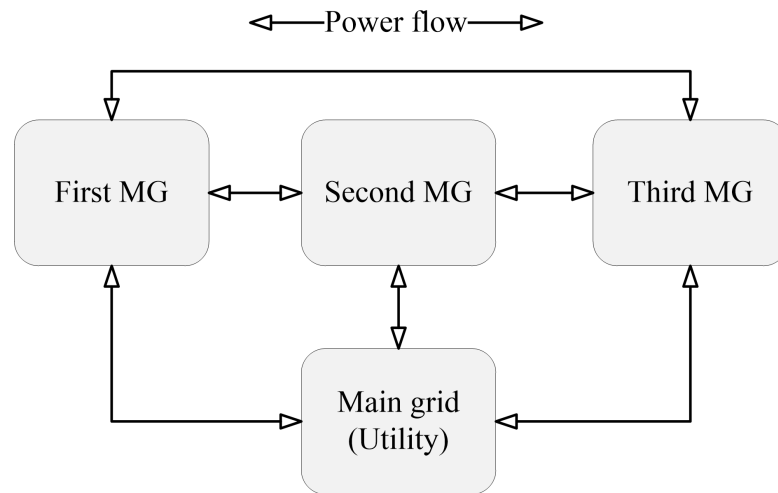 Power flow
First MG
Second MG
Third MG
Main grid
(Utility)